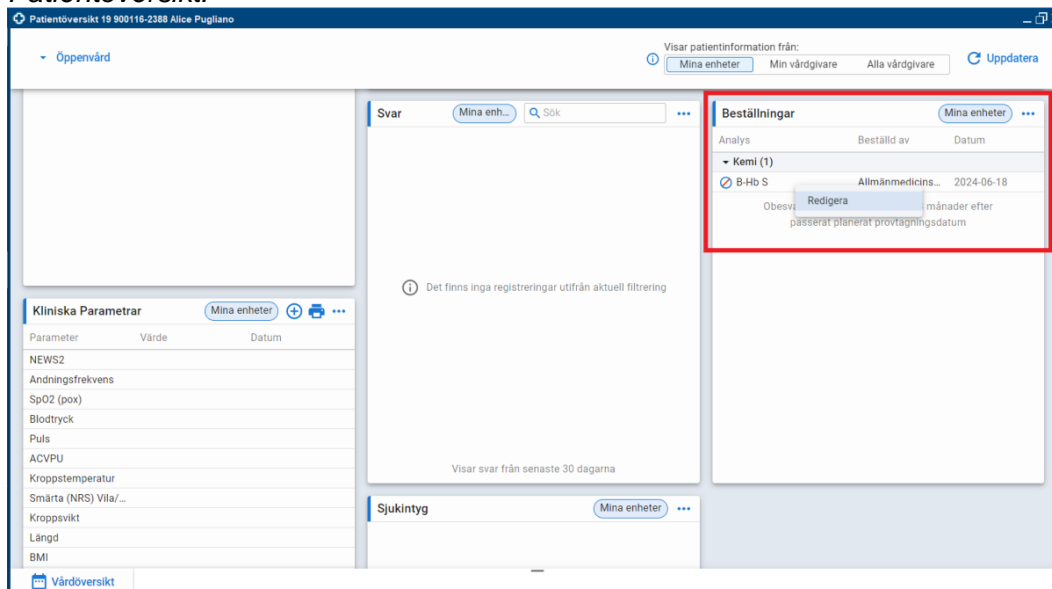 Patientöversikt.
Patientöversikt 19 900116-2388 Alice Pugliano
Öppenvård
Visar patientinformation från:
Mina enheter Min vårdgivare Alla vårdgivare
Uppdatera
Svar Mina enh... Sök
Det finns inga registreringar utifrån aktuell filtrering
Visar svar från senaste 30 dagarna
Beställningar Mina enheter
Analys Beställd av Datum
Kemi (1)
B-Hb S Allmänmedicins... 2024-06-18
Redigera
månader efter
passerat planerat provtagningsdatum
Kliniska Parametrar Mina enheter
Parameter Värde Datum
NEWS2
Andningsfrekvens
SpO2 (pox)
Blodtryck
Puls
ACVPU
Kroppstemperatur
Smärta (NRS) Vila/...
Kroppsvikt
Längd
BMI
Sjukintyg Mina enheter
Vårdöversikt